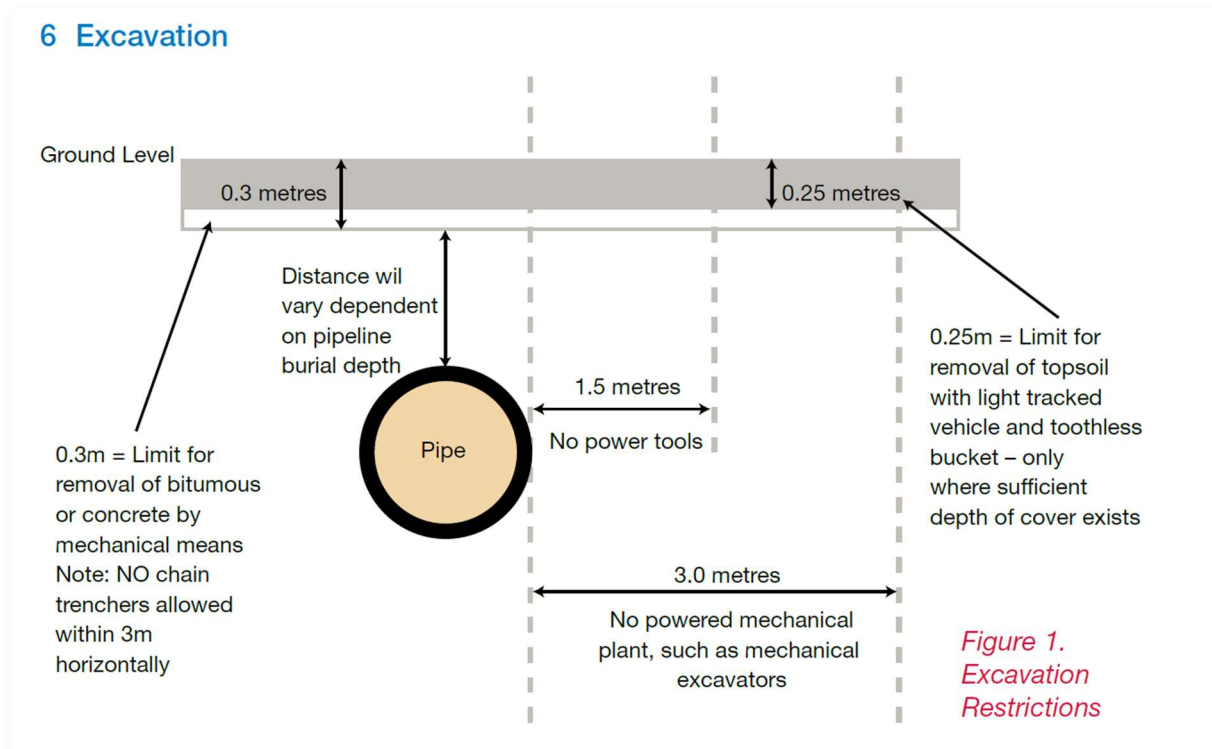 6 Excavation
Ground Level
0.3 metres
0.25 metres
Distance wil
vary dependent
on pipeline
burial depth
0.25m = Limit for
removal of topsoil
with light tracked
vehicle and toothless
bucket – only
where sufficient
depth of cover exists
1.5 metres
No power tools
Pipe
0.3m = Limit for
removal of bitumous
or concrete by
mechanical means
Note: NO chain
trenchers allowed
within 3m
horizontally
3.0 metres
No powered mechanical
plant, such as mechanical
excavators
Figure 1.
Excavation
Restrictions